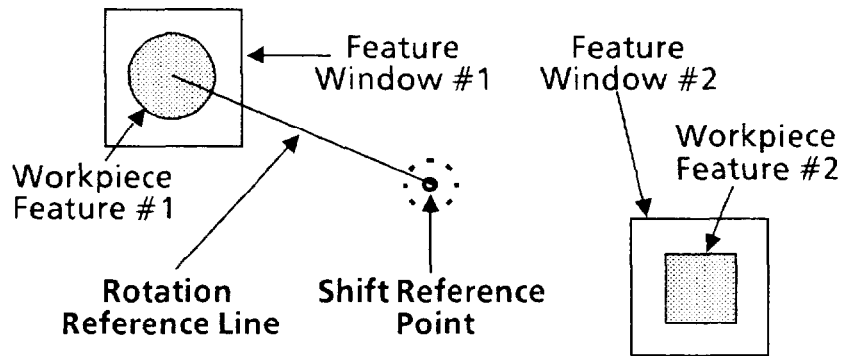 Feature
Window #1
Feature
Window #2
Workpiece
Feature #2
Workpiece
Feature #1
Rotation
Reference Line
Shift Reference
Point